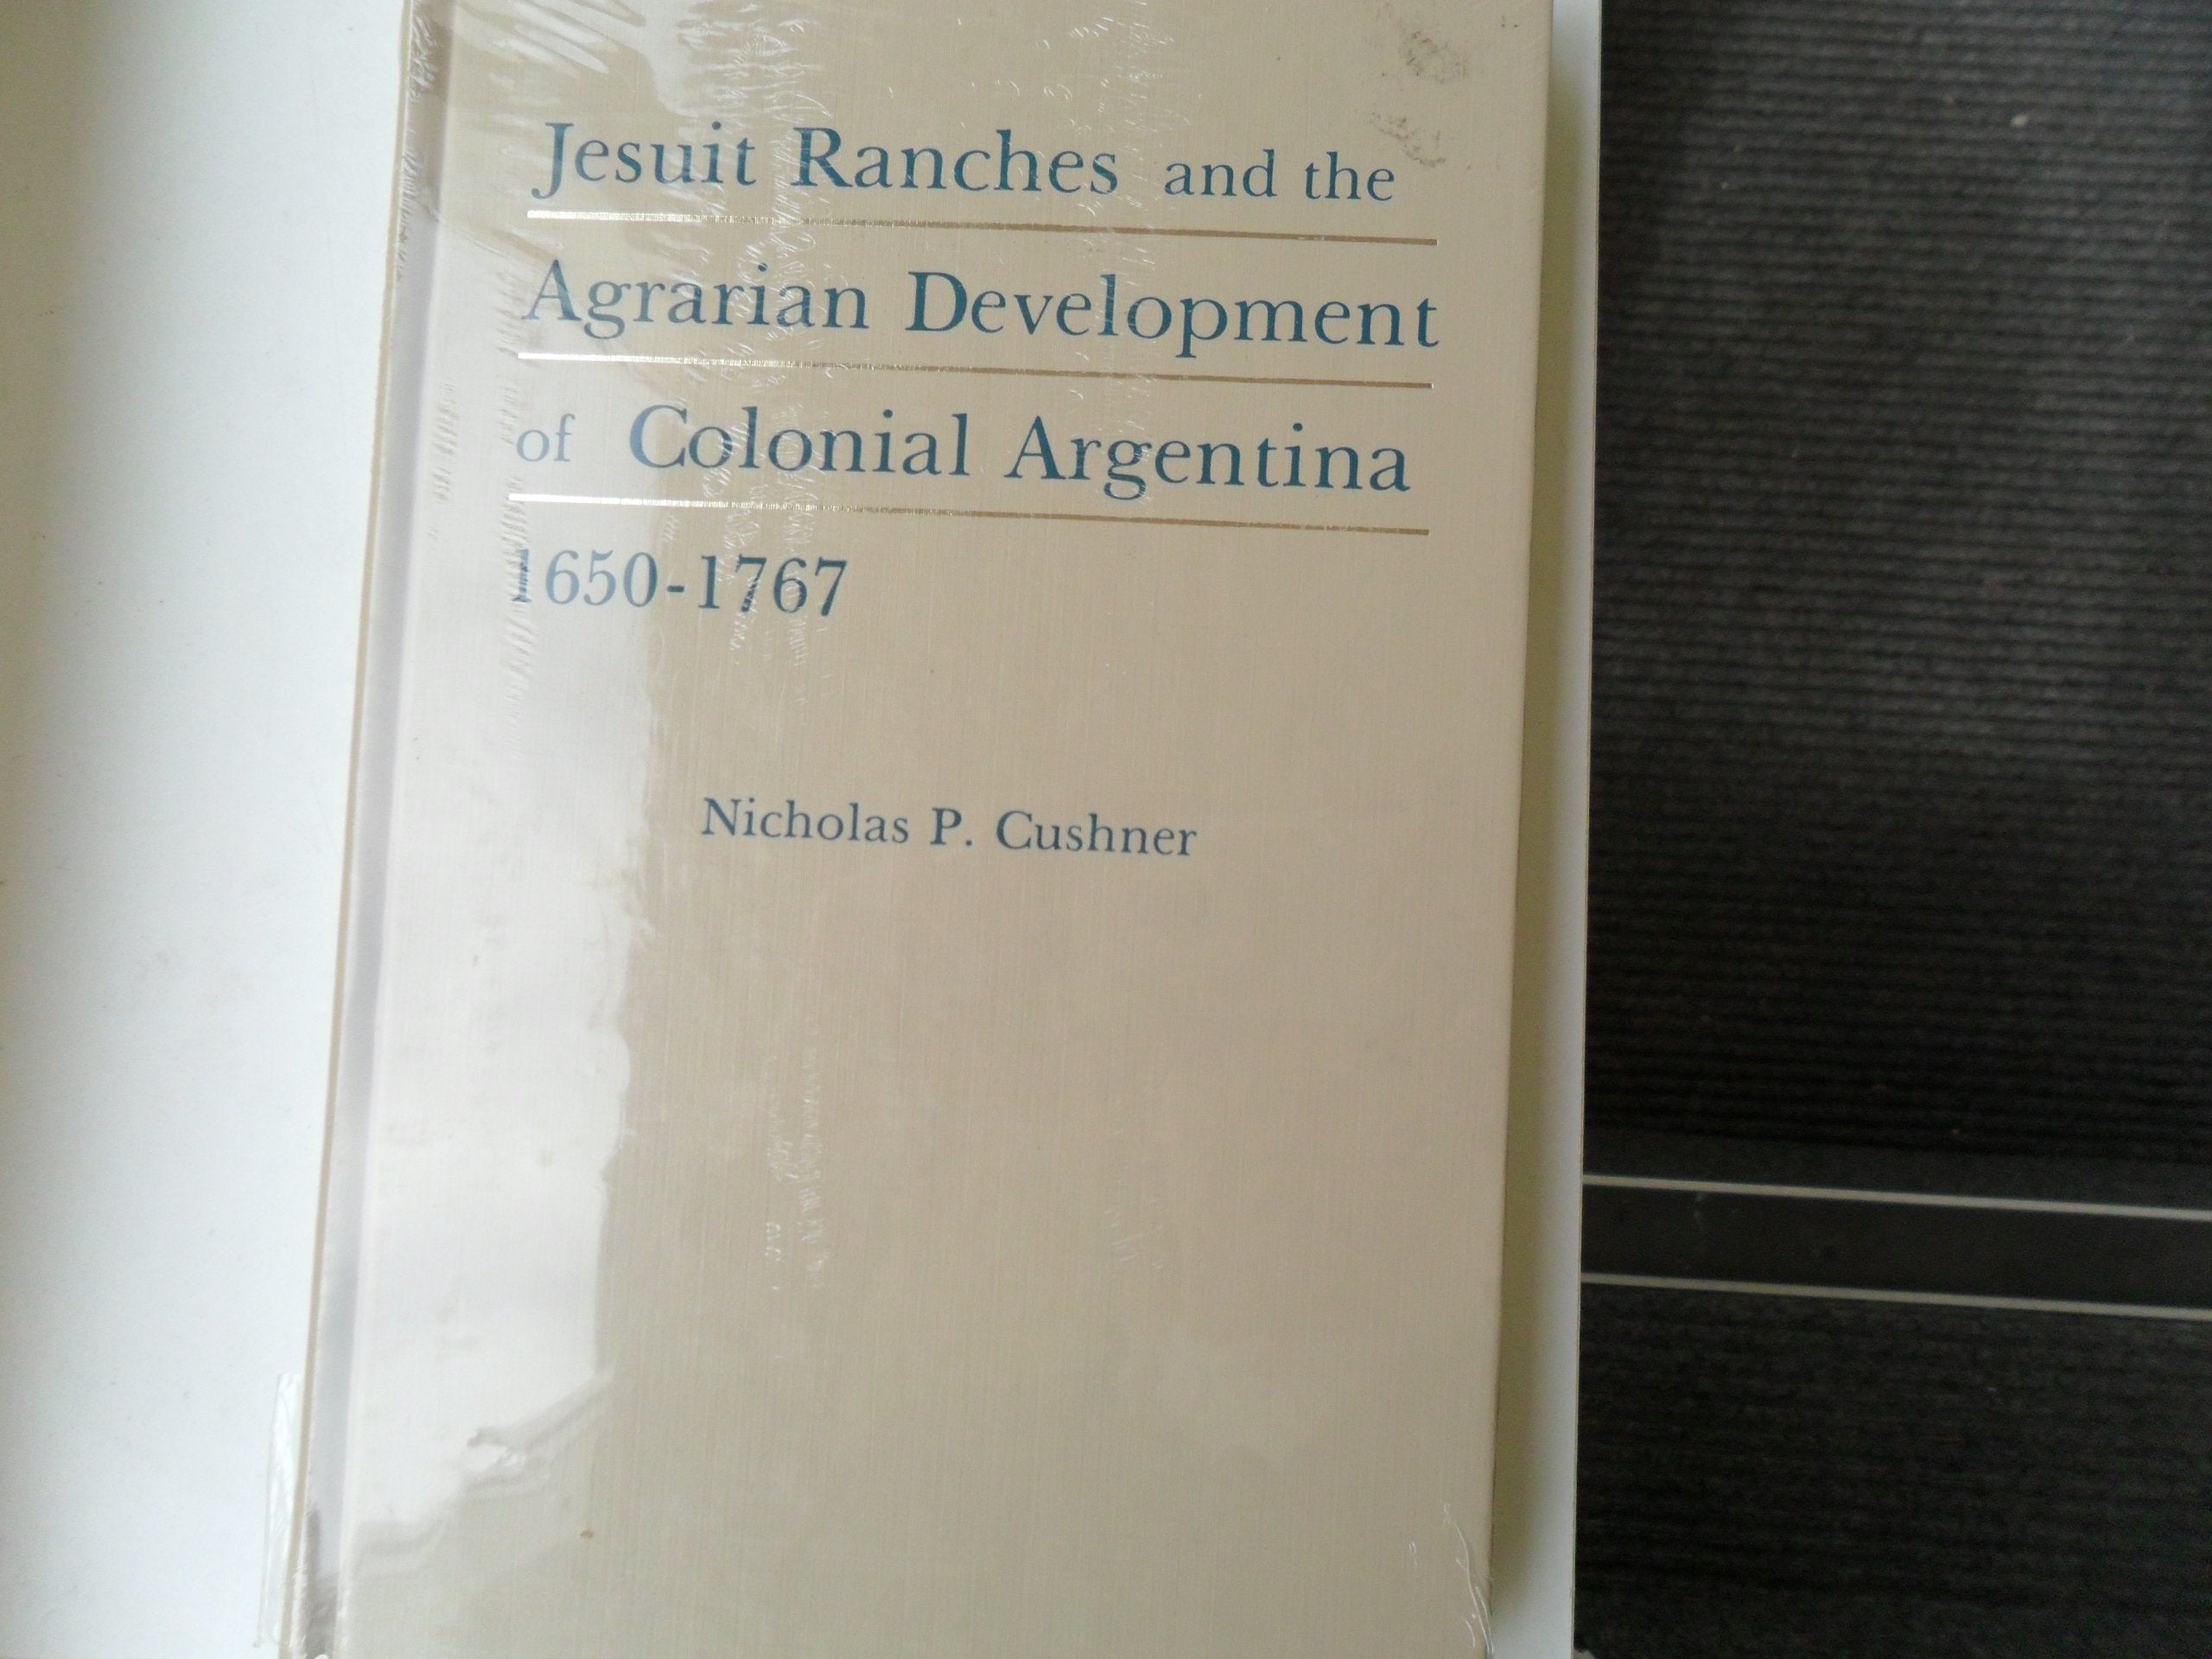 Jesuit Ranches and the
Agrarian Development
of Colonial Argentina
1650-1767
Nicholas P. Cushner